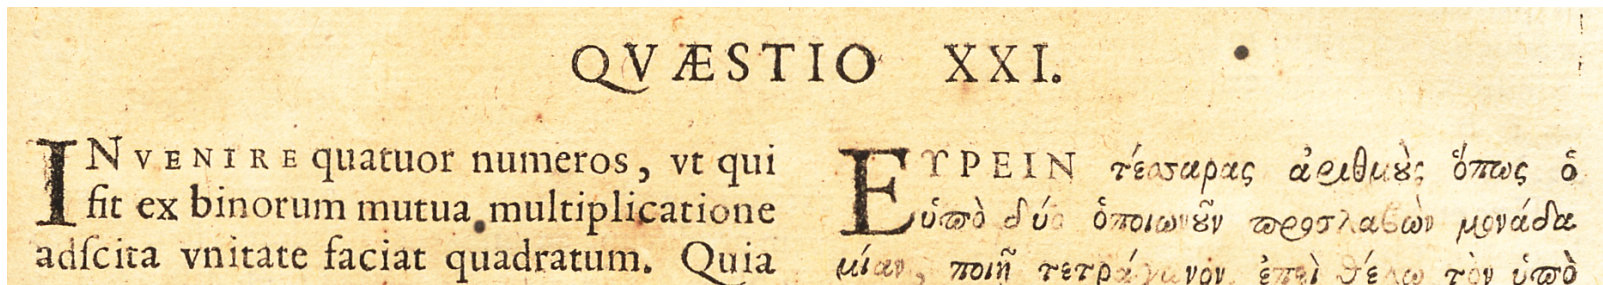 QVÆSTIO XXI.
INVENIRE quatuor numeros, vt qui
fit ex binorum mutua multiplicatione
adſcita vnitate faciat quadratum. Quia
ΕΥΡΕΙΝ τέσσαρας ἀριθμοὺς ὅπως ὁ
ὑπὸ δύο ὁποιωνοῦν προσλαβὼν μονάδα
μίαν, ποιῇ τετράγωνον. ἐπεὶ θέλω τὸν ὑπὸ